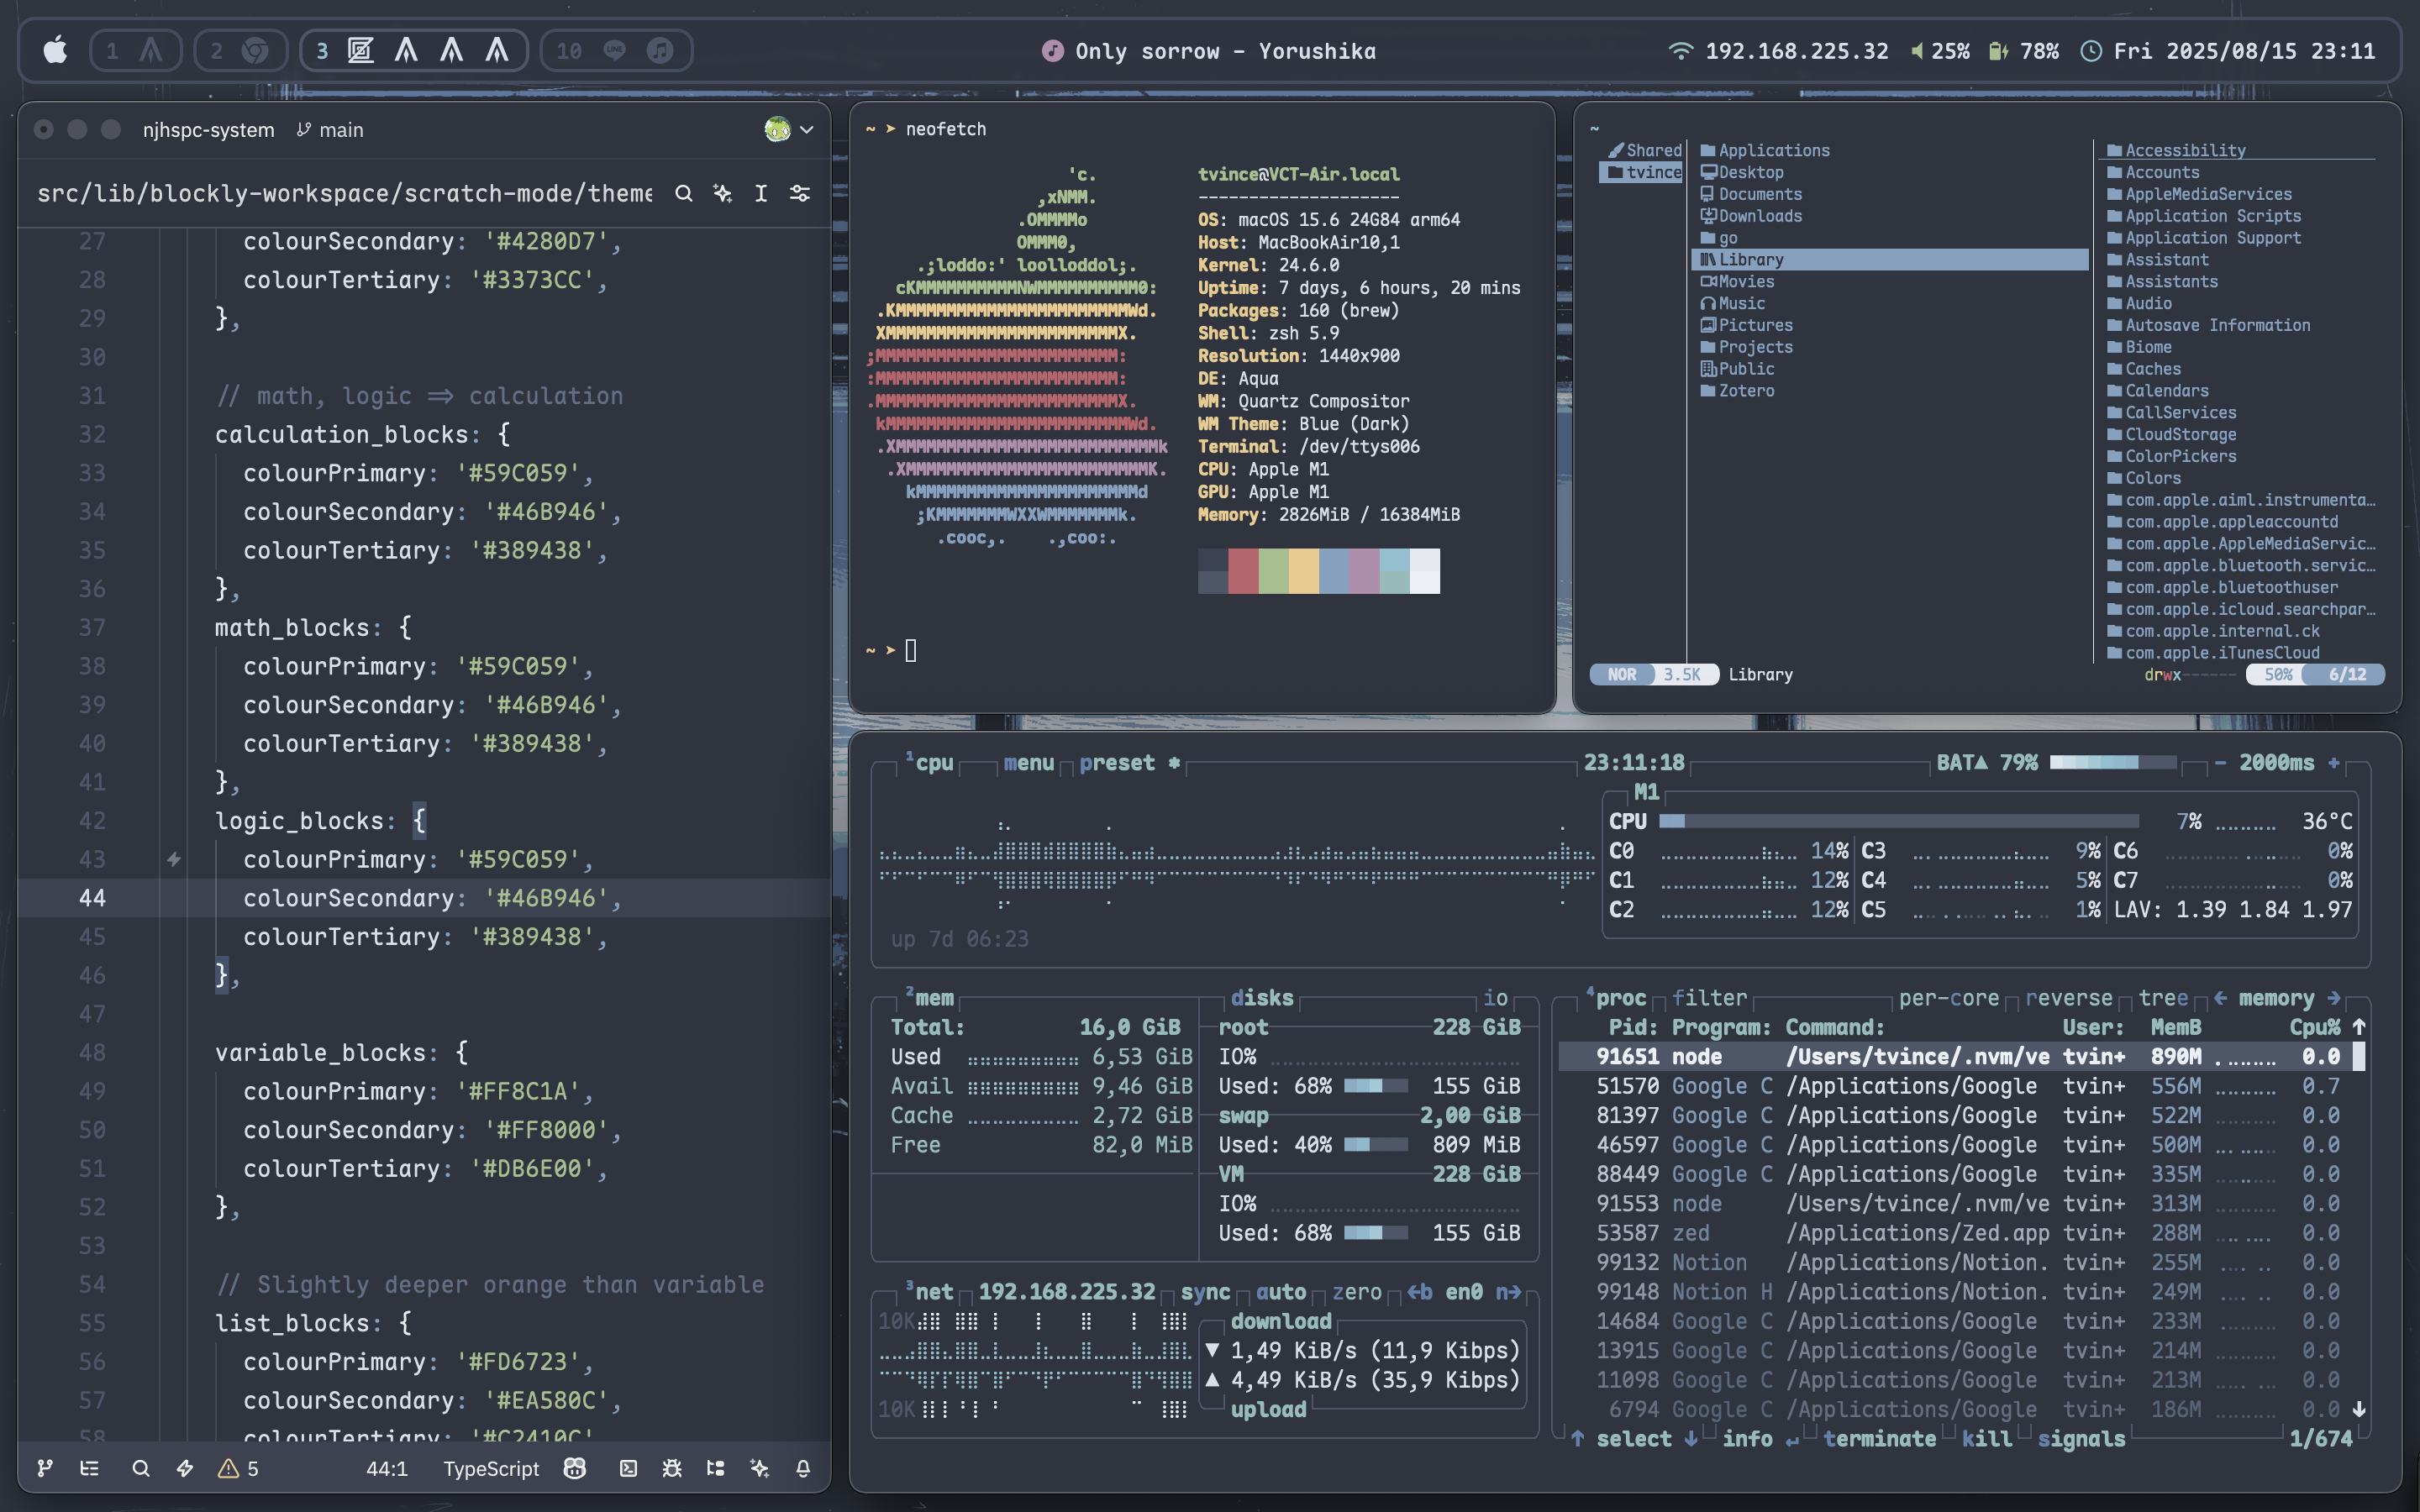 1 2 3 10 Only sorrow – Yorushika 192.168.225.32 25% 78% Fri 2025/08/15 23:11
njhspc-system main
src/lib/blockly-workspace/scratch-mode/theme
27 colourSecondary: '#4280D7',
28 colourTertiary: '#3373CC',
29 },
30
31 // math, logic => calculation
32 calculation_blocks: {
33 colourPrimary: '#59C059',
34 colourSecondary: '#46B946',
35 colourTertiary: '#389438',
36 },
37 math_blocks: {
38 colourPrimary: '#59C059',
39 colourSecondary: '#46B946',
40 colourTertiary: '#389438',
41 },
42 logic_blocks: {
43 colourPrimary: '#59C059',
44 colourSecondary: '#46B946',
45 colourTertiary: '#389438',
46 },
47
48 variable_blocks: {
49 colourPrimary: '#FF8C1A',
50 colourSecondary: '#FF8000',
51 colourTertiary: '#DB6E00',
52 },
53
54 // Slightly deeper orange than variable
55 list_blocks: {
56 colourPrimary: '#FD6723',
57 colourSecondary: '#EA580C',
58 colourTertiary: '#C2410C'
5 44:1 TypeScript
~ ➤ neofetch
'c.
,xNMM.
.OMMMMo
OMMM0,
.;loddo:' loolloddol;.
cKMMMMMMMMMMNWMMMMMMMMMM0:
.KMMMMMMMMMMMMMMMMMMMMMMMWd.
XMMMMMMMMMMMMMMMMMMMMMMMX.
;MMMMMMMMMMMMMMMMMMMMMMMM:
:MMMMMMMMMMMMMMMMMMMMMMMM:
.MMMMMMMMMMMMMMMMMMMMMMMMX.
kMMMMMMMMMMMMMMMMMMMMMMMMWd.
.XMMMMMMMMMMMMMMMMMMMMMMMMMMk
.XMMMMMMMMMMMMMMMMMMMMMMMMK.
kMMMMMMMMMMMMMMMMMMMMMMd
;KMMMMMMMWXXWMMMMMMMk.
.cooc,. .,coo:.
tvince@VCT-Air.local
--------------------
OS: macOS 15.6 24G84 arm64
Host: MacBookAir10,1
Kernel: 24.6.0
Uptime: 7 days, 6 hours, 20 mins
Packages: 160 (brew)
Shell: zsh 5.9
Resolution: 1440x900
DE: Aqua
WM: Quartz Compositor
WM Theme: Blue (Dark)
Terminal: /dev/ttys006
CPU: Apple M1
GPU: Apple M1
Memory: 2826MiB / 16384MiB
~ ➤
~
Shared
tvince
Applications
Desktop
Documents
Downloads
go
Library
Movies
Music
Pictures
Projects
Public
Zotero
Accessibility
Accounts
AppleMediaServices
Application Scripts
Application Support
Assistant
Assistants
Audio
Autosave Information
Biome
Caches
Calendars
CallServices
CloudStorage
ColorPickers
Colors
com.apple.aiml.instrumenta…
com.apple.appleaccountd
com.apple.AppleMediaServic…
com.apple.bluetooth.servic…
com.apple.bluetoothuser
com.apple.icloud.searchpar…
com.apple.internal.ck
com.apple.iTunesCloud
NOR 3.5K Library drwx------ 50% 6/12
¹cpu menu preset * 23:11:18 BAT▲ 79% - 2000ms +
M1
CPU 7% 36°C
C0 14% C3 9% C6 0%
C1 12% C4 5% C7 0%
C2 12% C5 1% LAV: 1.39 1.84 1.97
up 7d 06:23
²mem
Total: 16,0 GiB
Used 6,53 GiB
Avail 9,46 GiB
Cache 2,72 GiB
Free 82,0 MiB
disks io
root 228 GiB
IO%
Used: 68% 155 GiB
swap 2,00 GiB
Used: 40% 809 MiB
VM 228 GiB
IO%
Used: 68% 155 GiB
³net 192.168.225.32 sync auto zero ←b en0 n→
10K
download
▼ 1,49 KiB/s (11,9 Kibps)
▲ 4,49 KiB/s (35,9 Kibps)
10K
upload
⁴proc filter per-core reverse tree ← memory →
Pid: Program: Command: User: MemB Cpu% ↑
91651 node /Users/tvince/.nvm/ve tvin+ 890M 0.0
51570 Google C /Applications/Google tvin+ 556M 0.7
81397 Google C /Applications/Google tvin+ 522M 0.0
46597 Google C /Applications/Google tvin+ 500M 0.0
88449 Google C /Applications/Google tvin+ 335M 0.0
91553 node /Users/tvince/.nvm/ve tvin+ 313M 0.0
53587 zed /Applications/Zed.app tvin+ 288M 0.0
99132 Notion /Applications/Notion. tvin+ 255M 0.0
99148 Notion H /Applications/Notion. tvin+ 249M 0.0
14684 Google C /Applications/Google tvin+ 233M 0.0
13915 Google C /Applications/Google tvin+ 214M 0.0
11098 Google C /Applications/Google tvin+ 213M 0.0
6794 Google C /Applications/Google tvin+ 186M 0.0 ↓
↑ select ↓ info ↵ terminate kill signals 1/674